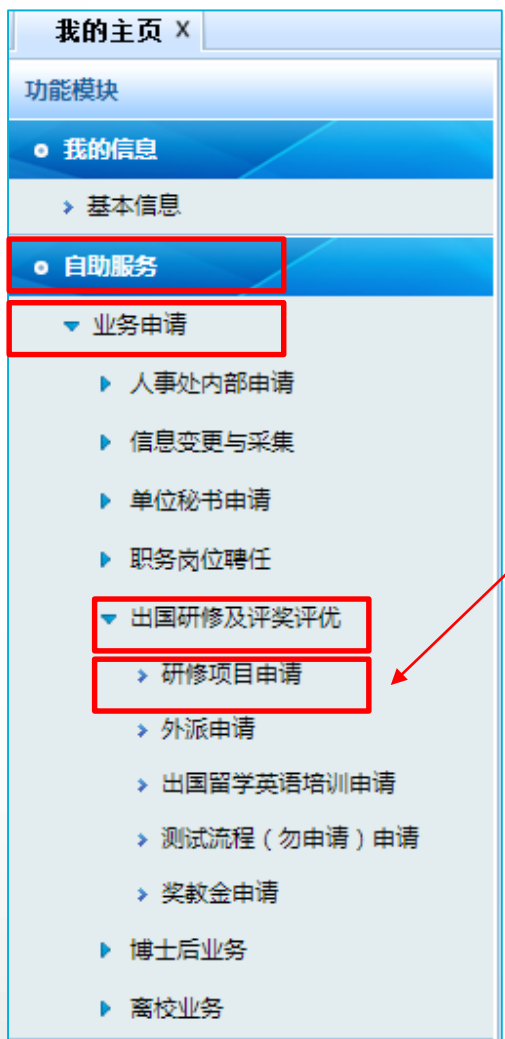 我的主页 X
功能模块
我的信息
基本信息
自助服务
业务申请
人事处内部申请
信息变更与采集
单位秘书申请
职务岗位聘任
出国研修及评奖评优
研修项目申请
外派申请
出国留学英语培训申请
测试流程（勿申请）申请
奖教金申请
博士后业务
离校业务